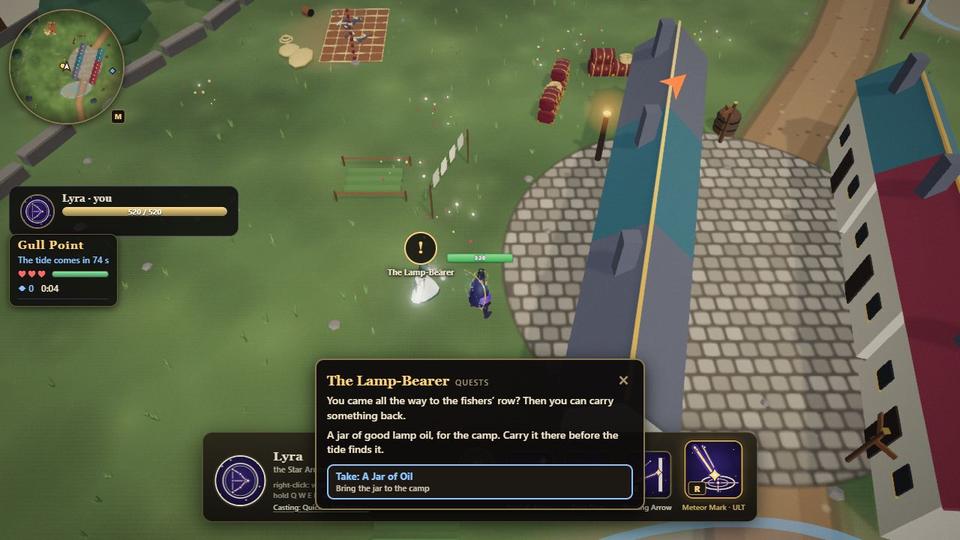 M
Lyra · you
520 / 520
Gull Point
The tide comes in 74 s
0 0:04
!
The Lamp-Bearer
520
The Lamp-Bearer QUESTS
You came all the way to the fishers' row? Then you can carry
something back.
A jar of good lamp oil, for the camp. Carry it there before the
tide finds it.
Take: A Jar of Oil
Bring the jar to the camp
Lyra
the Star
right-click:
hold Q W E
Casting:
Arrow
R
Meteor Mark · ULT